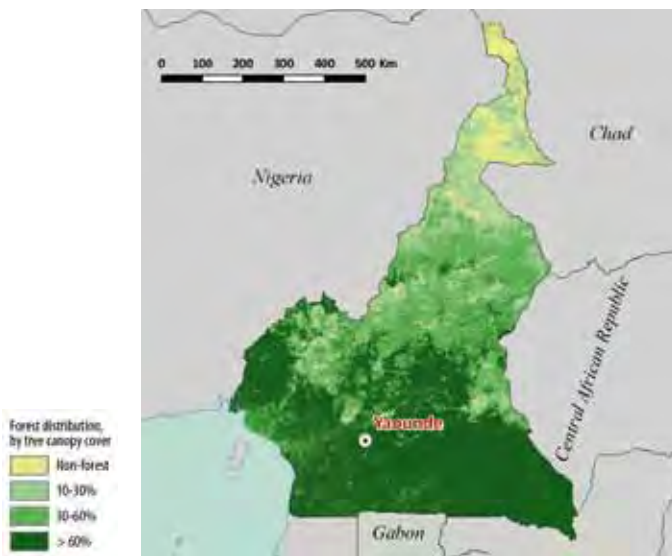 0 100 200 300 400 500 Km
Chad
Nigeria
Central African Republic
Yaounde
Gabon
Forest distribution,
by tree canopy cover
Non-forest
10-30%
30-60%
> 60%